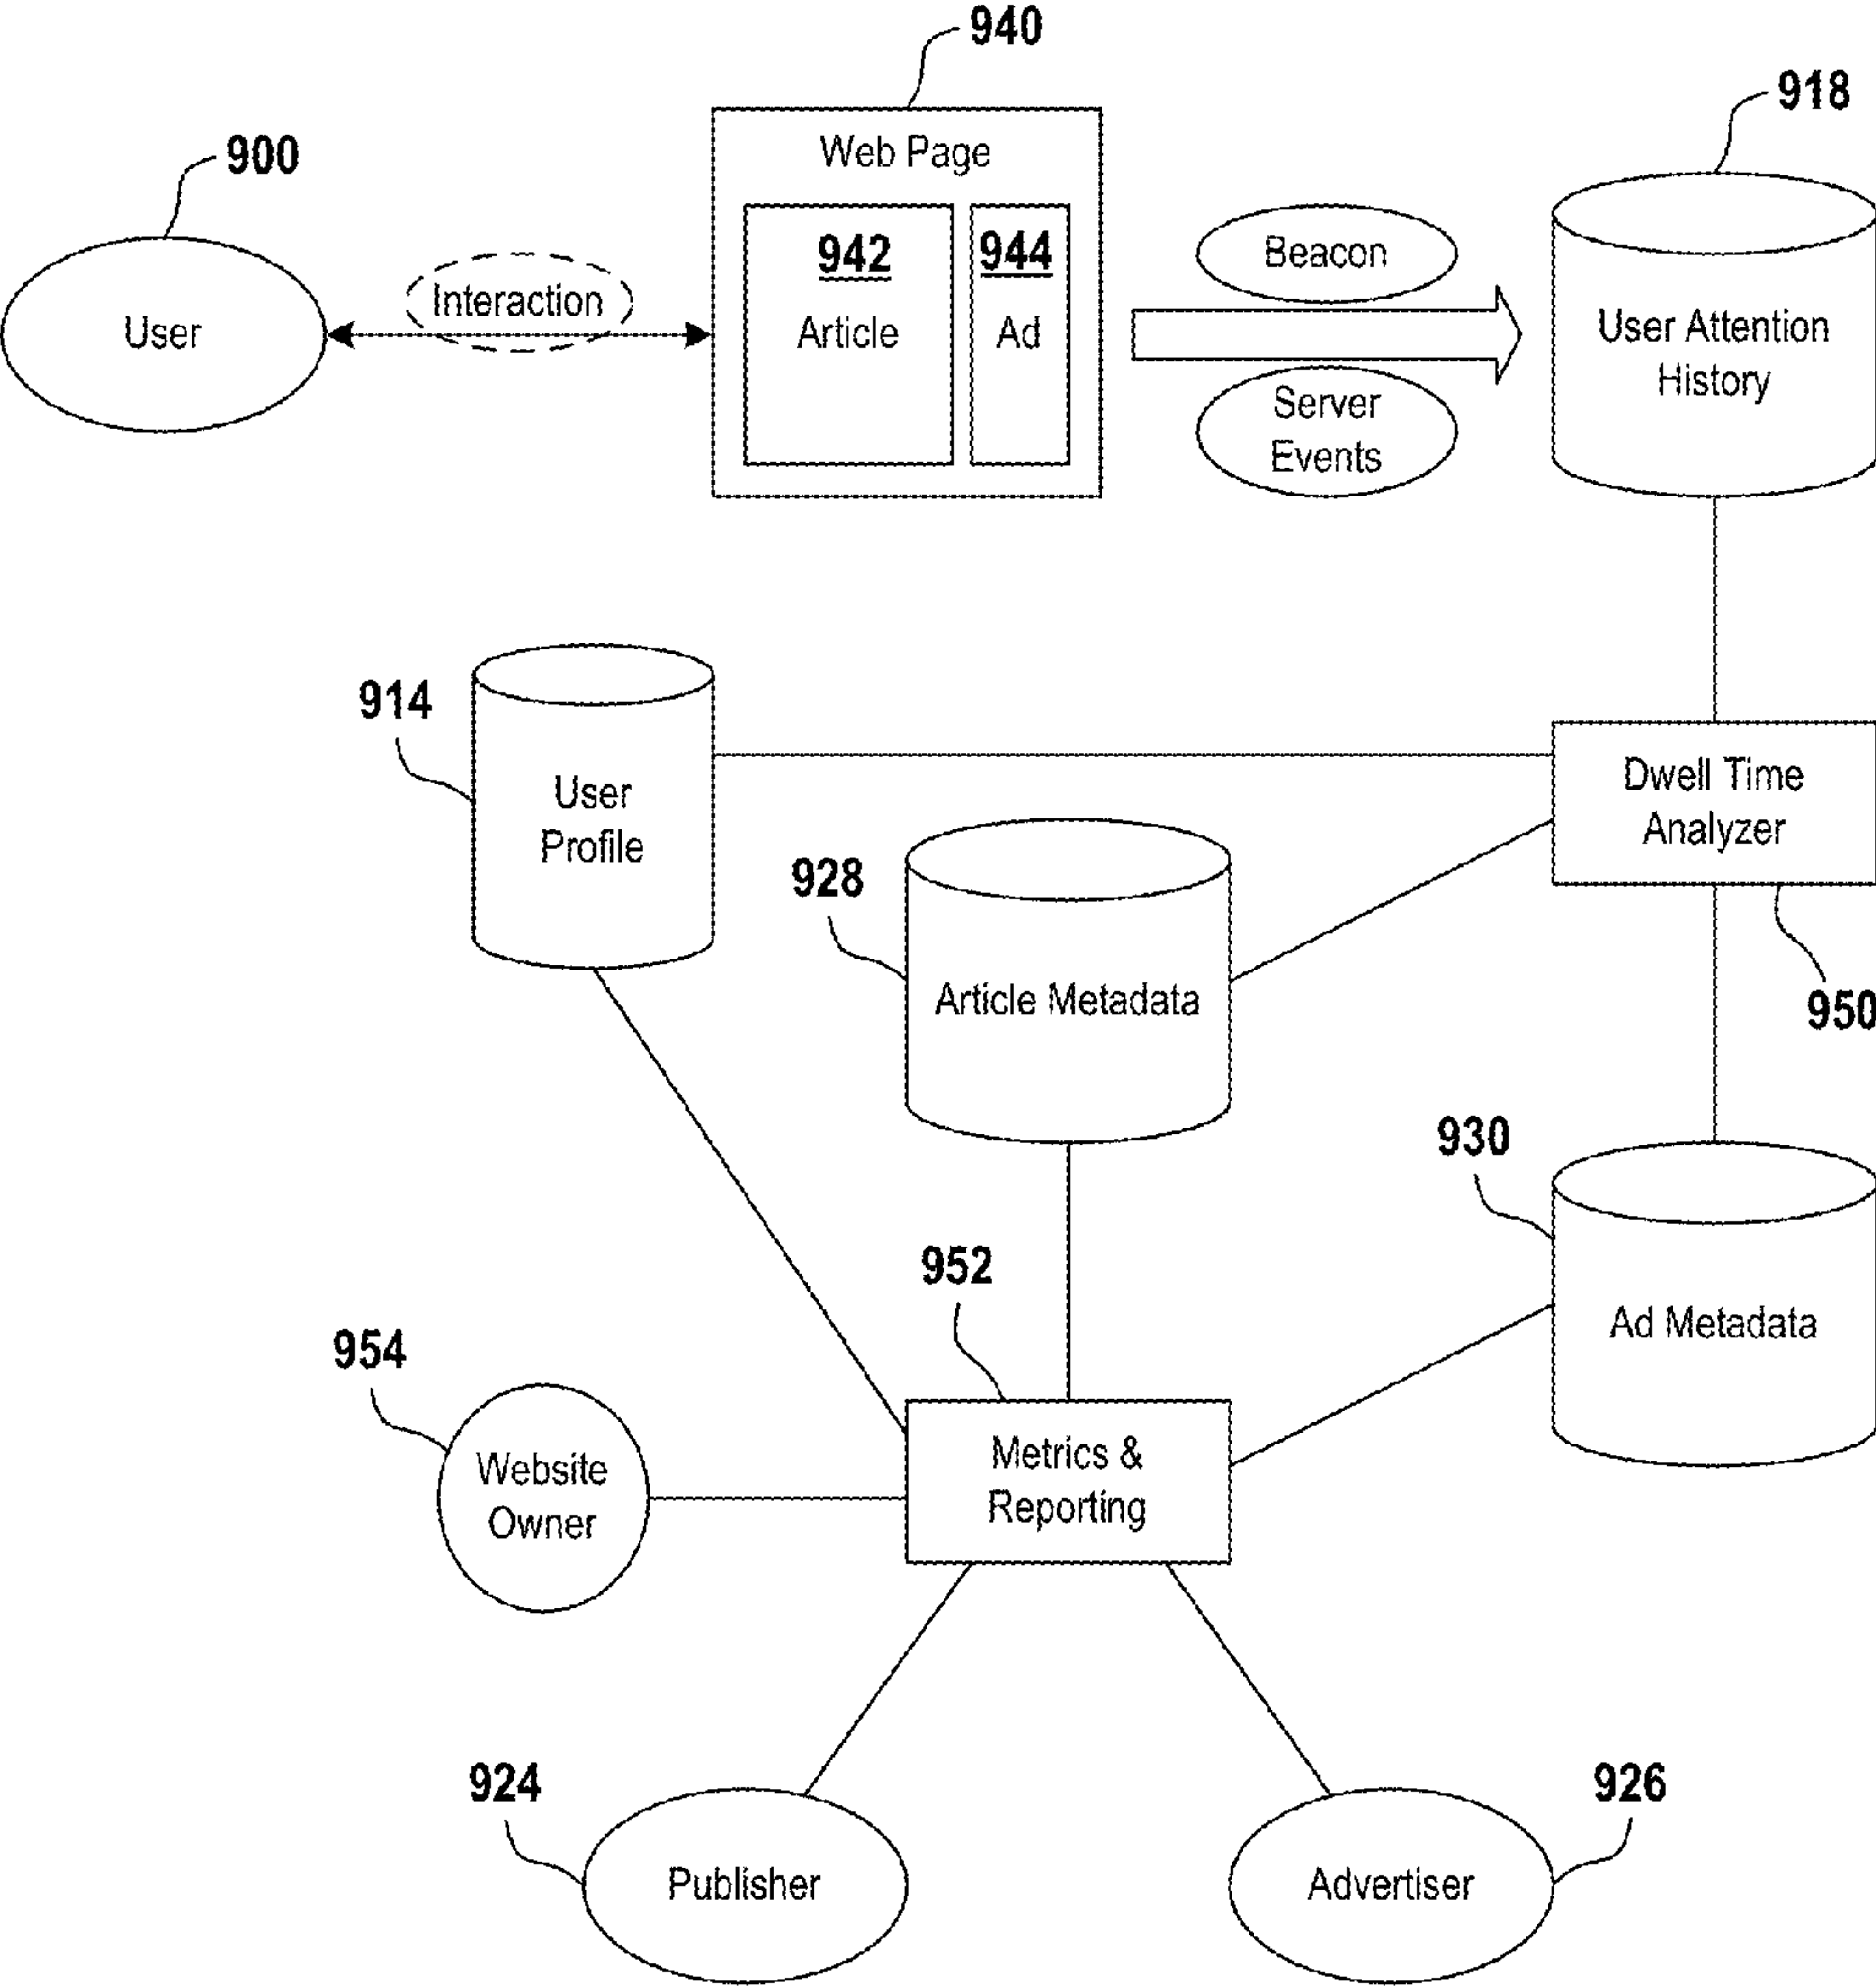 940
918
900
Web Page
942
944
Beacon
Interaction
User
Article
Ad
User Attention
History
Server
Events
914
Dwell Time
Analyzer
User
Profile
928
Article Metadata
950
930
952
Ad Metadata
954
Metrics &
Reporting
Website
Owner
924
926
Publisher
Advertiser